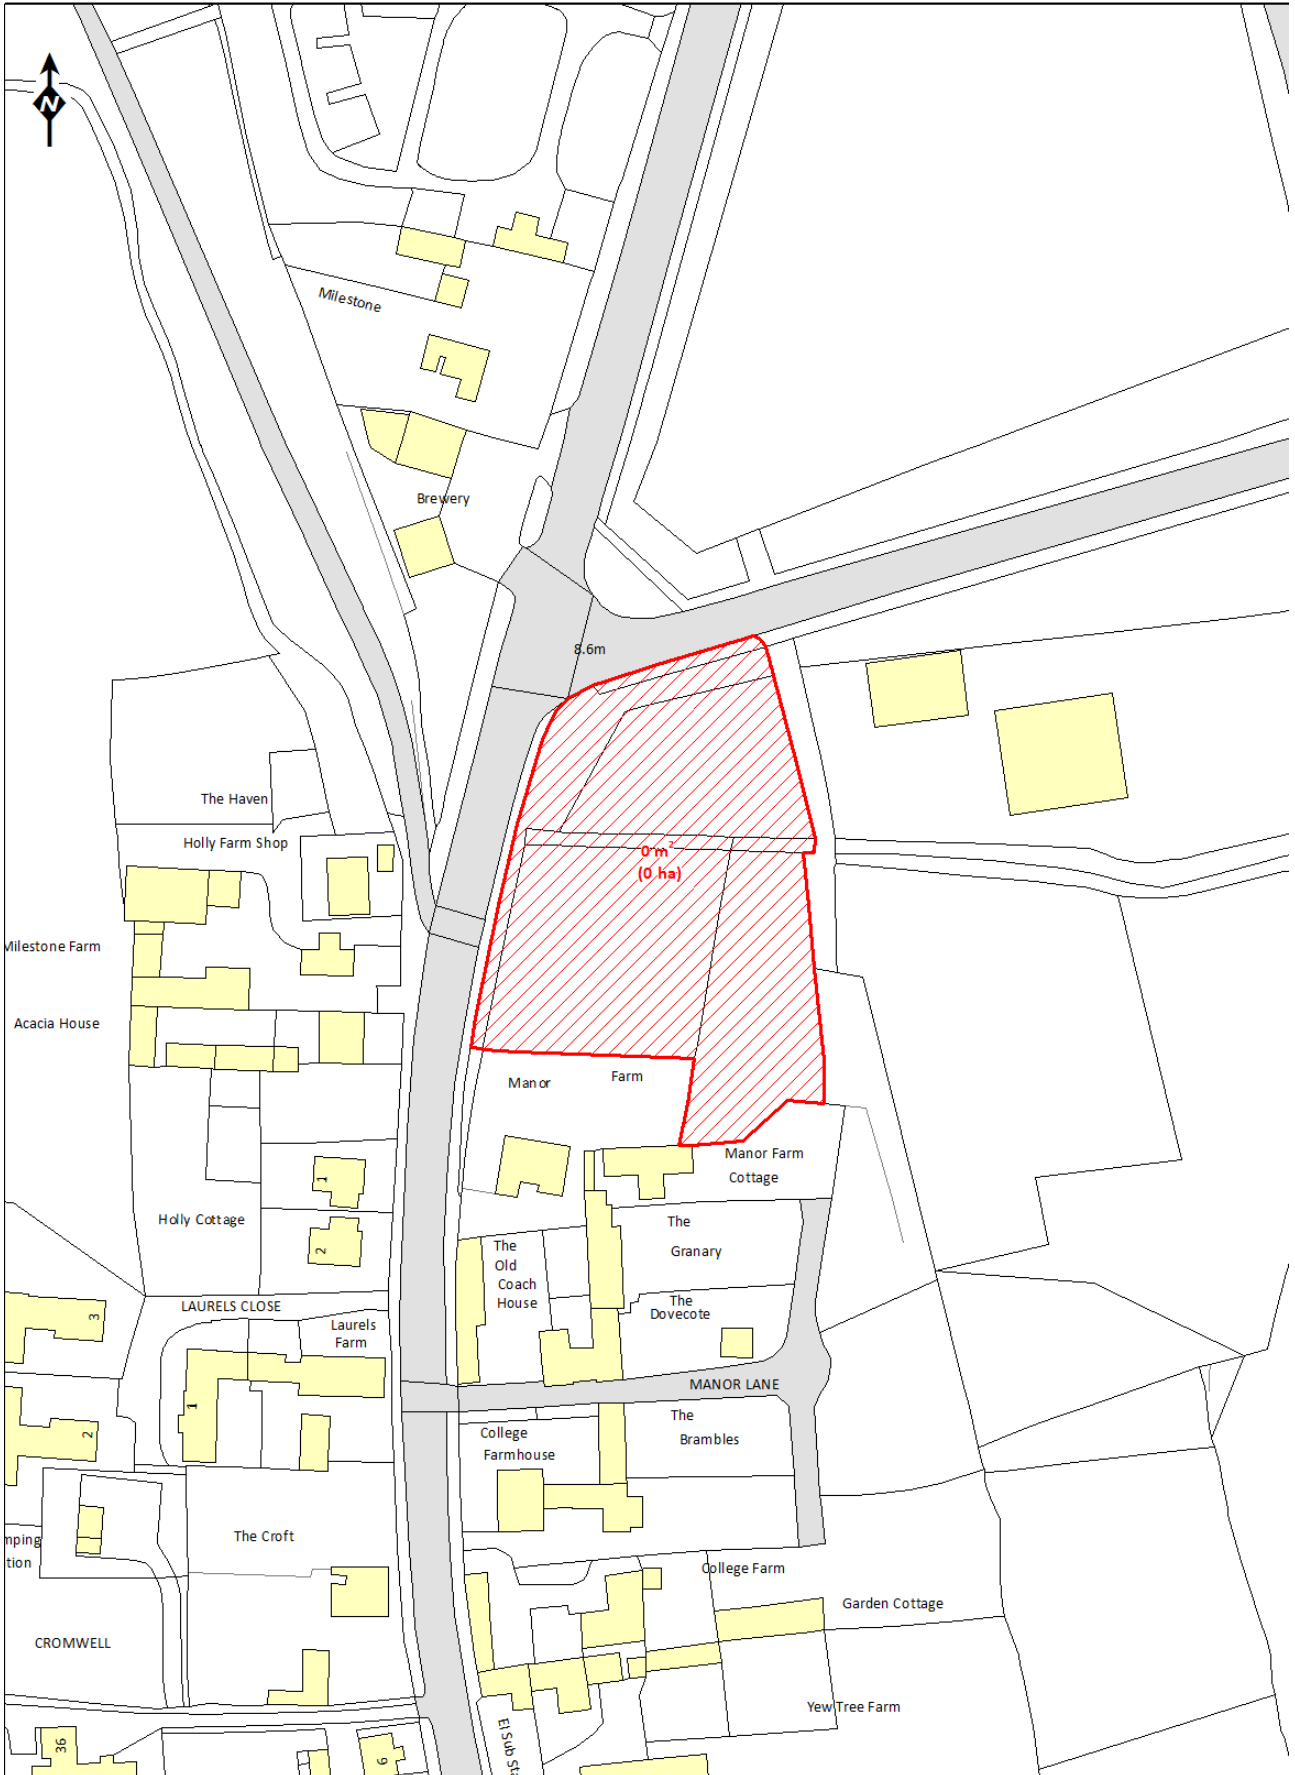 N
Milestone
Brewery
8.6m
The Haven
Holly Farm Shop
0 m²
(0 ha)
Milestone Farm
Acacia House
Manor Farm
Manor Farm
Cottage
1
Holly Cottage
2
The
Granary
The
Old
Coach
House
LAURELS CLOSE
3
Laurels
Farm
The
Dovecote
MANOR LANE
1
2
The
Brambles
College
Farmhouse
The Croft
mping
tion
College Farm
Garden Cottage
CROMWELL
Yew Tree Farm
El Sub Sta
36
6